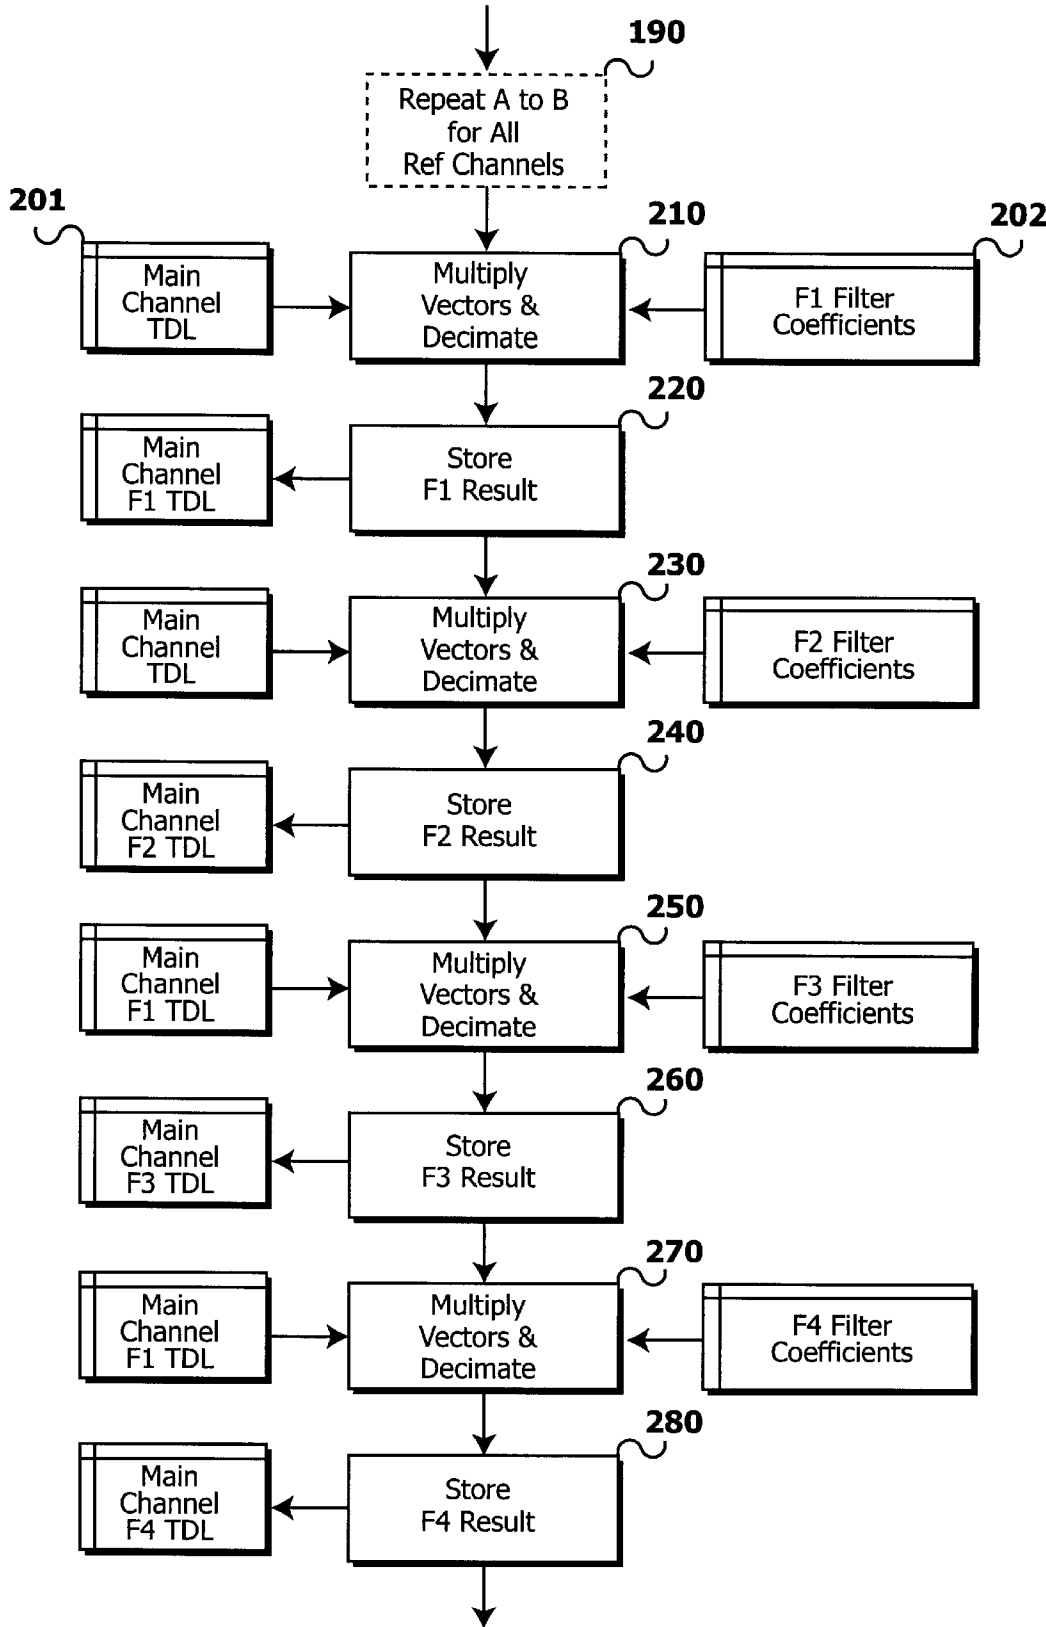 190
Repeat A to B
for All
Ref Channels
201
210
202
Main
Channel
TDL
Multiply
Vectors &
Decimate
F1 Filter
Coefficients
220
Main
Channel
F1 TDL
Store
F1 Result
230
Main
Channel
TDL
Multiply
Vectors &
Decimate
F2 Filter
Coefficients
240
Main
Channel
F2 TDL
Store
F2 Result
250
Main
Channel
F1 TDL
Multiply
Vectors &
Decimate
F3 Filter
Coefficients
260
Main
Channel
F3 TDL
Store
F3 Result
270
Main
Channel
F1 TDL
Multiply
Vectors &
Decimate
F4 Filter
Coefficients
280
Main
Channel
F4 TDL
Store
F4 Result